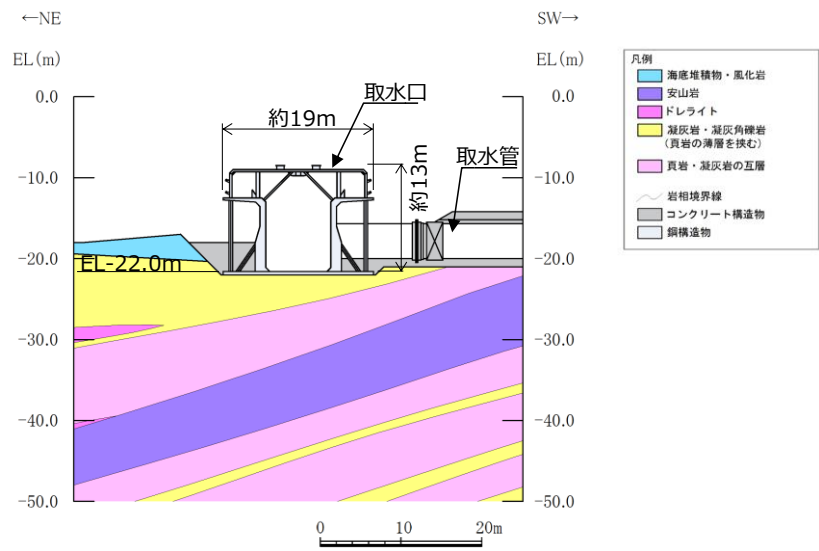 ←NE
SW→
EL(m)
EL(m)
凡例
海底堆積物・風化岩
安山岩
ドレライト
凝灰岩・凝灰角礫岩
(頁岩の薄層を挟む)
頁岩・凝灰岩の互層
岩相境界線
コンクリート構造物
鋼構造物
0.0
0.0
取水口
約19m
取水管
約13m
-10.0
-10.0
-20.0
-20.0
EL-22.0m
-30.0
-30.0
-40.0
-40.0
-50.0
-50.0
0 10 20m